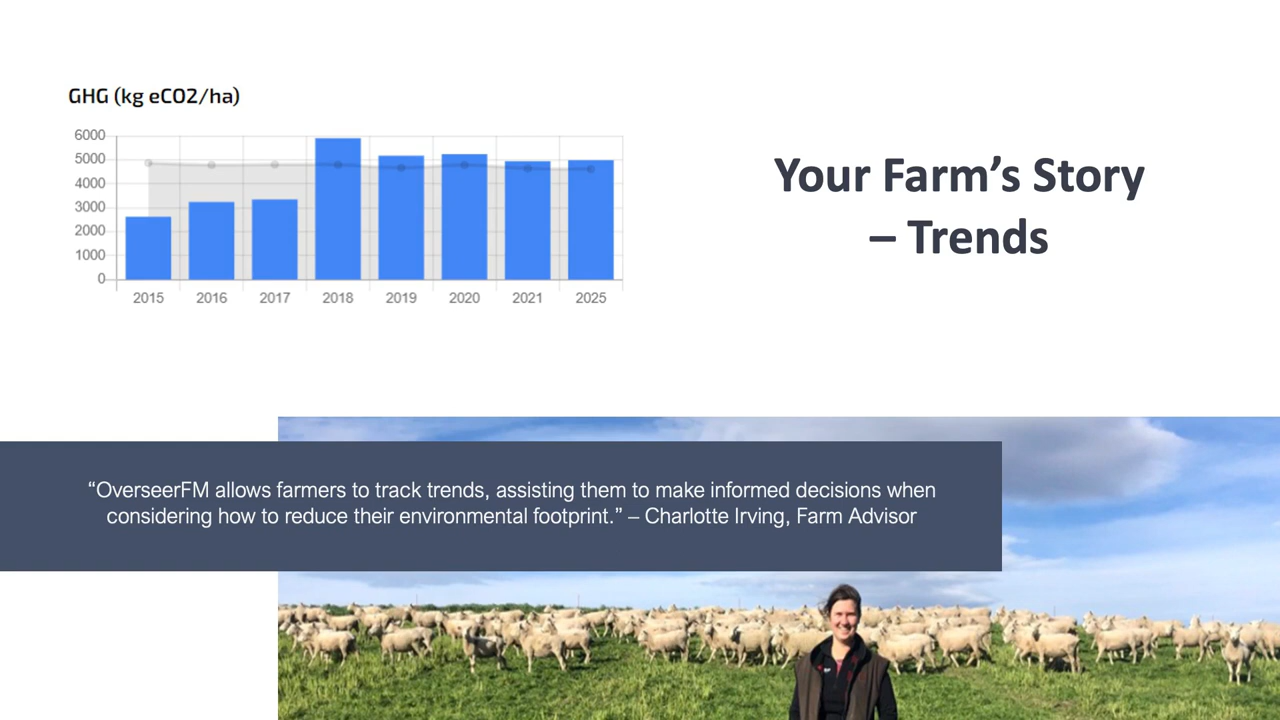 GHG (kg eCO2/ha)
6000
5000
4000
3000
2000
1000
0
2015 2016 2017 2018 2019 2020 2021 2025
Your Farm’s Story
– Trends
“OverseerFM allows farmers to track trends, assisting them to make informed decisions when
considering how to reduce their environmental footprint.” – Charlotte Irving, Farm Advisor